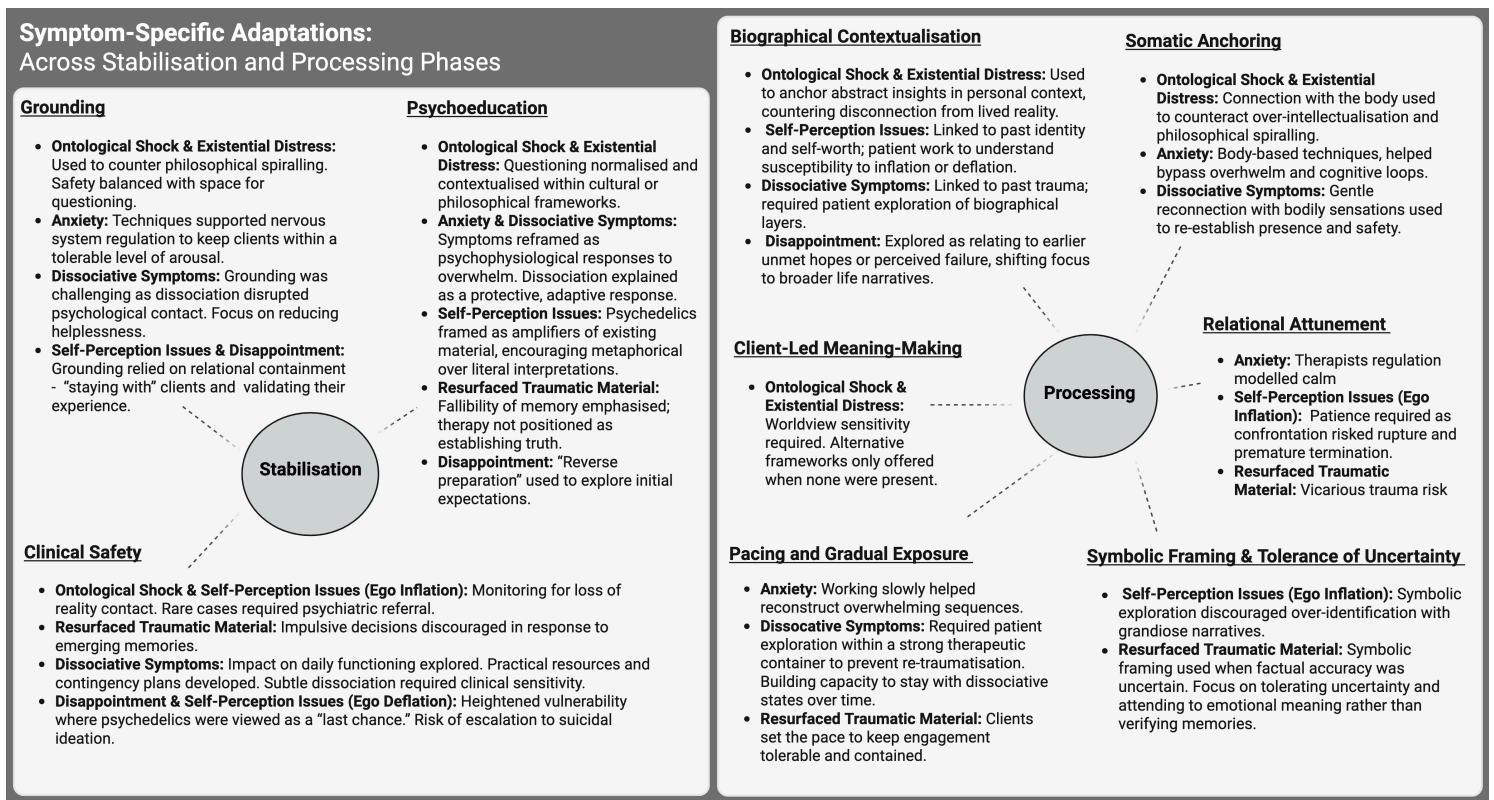 Symptom-Specific Adaptations:
Across Stabilisation and Processing Phases
Grounding
• Ontological Shock & Existential Distress:
Used to counter philosophical spiralling.
Safety balanced with space for
questioning.
• Anxiety: Techniques supported nervous
system regulation to keep clients within a
tolerable level of arousal.
• Dissociative Symptoms: Grounding was
challenging as dissociation disrupted
psychological contact. Focus on reducing
helplessness.
• Self-Perception Issues & Disappointment:
Grounding relied on relational containment
- “staying with” clients and validating their
experience.
Psychoeducation
• Ontological Shock & Existential
Distress: Questioning normalised and
contextualised within cultural or
philosophical frameworks.
• Anxiety & Dissociative Symptoms:
Symptoms reframed as
psychophysiological responses to
overwhelm. Dissociation explained
as a protective, adaptive response.
• Self-Perception Issues: Psychedelics
framed as amplifiers of existing
material, encouraging metaphorical
over literal interpretations.
• Resurfaced Traumatic Material:
Fallibility of memory emphasised;
therapy not positioned as
establishing truth.
• Disappointment: “Reverse
preparation” used to explore initial
expectations.
Stabilisation
Clinical Safety
• Ontological Shock & Self-Perception Issues (Ego Inflation): Monitoring for loss of
reality contact. Rare cases required psychiatric referral.
• Resurfaced Traumatic Material: Impulsive decisions discouraged in response to
emerging memories.
• Dissociative Symptoms: Impact on daily functioning explored. Practical resources and
contingency plans developed. Subtle dissociation required clinical sensitivity.
• Disappointment & Self-Perception Issues (Ego Deflation): Heightened vulnerability
where psychedelics were viewed as a “last chance.” Risk of escalation to suicidal
ideation.
Biographical Contextualisation
• Ontological Shock & Existential Distress: Used
to anchor abstract insights in personal context,
countering disconnection from lived reality.
• Self-Perception Issues: Linked to past identity
and self-worth; patient work to understand
susceptibility to inflation or deflation.
• Dissociative Symptoms: Linked to past trauma;
required patient exploration of biographical
layers.
• Disappointment: Explored as relating to earlier
unmet hopes or perceived failure, shifting focus
to broader life narratives.
Somatic Anchoring
• Ontological Shock & Existential
Distress: Connection with the body used
to counteract over-intellectualisation and
philosophical spiralling.
• Anxiety: Body-based techniques, helped
bypass overhwelm and cognitive loops.
• Dissociative Symptoms: Gentle
reconnection with bodily sensations used
to re-establish presence and safety.
Client-Led Meaning-Making
• Ontological Shock &
Existential Distress:
Worldview sensitivity
required. Alternative
frameworks only offered
when none were present.
Processing
Relational Attunement
• Anxiety: Therapists regulation
modelled calm
• Self-Perception Issues (Ego
Inflation): Patience required as
confrontation risked rupture and
premature termination.
• Resurfaced Traumatic
Material: Vicarious trauma risk
Pacing and Gradual Exposure
• Anxiety: Working slowly helped
reconstruct overwhelming sequences.
• Dissocative Symptoms: Required patient
exploration within a strong therapeutic
container to prevent re-traumatisation.
Building capacity to stay with dissociative
states over time.
• Resurfaced Traumatic Material: Clients
set the pace to keep engagement
tolerable and contained.
Symbolic Framing & Tolerance of Uncertainty
• Self-Perception Issues (Ego Inflation): Symbolic
exploration discouraged over-identification with
grandiose narratives.
• Resurfaced Traumatic Material: Symbolic
framing used when factual accuracy was
uncertain. Focus on tolerating uncertainty and
attending to emotional meaning rather than
verifying memories.